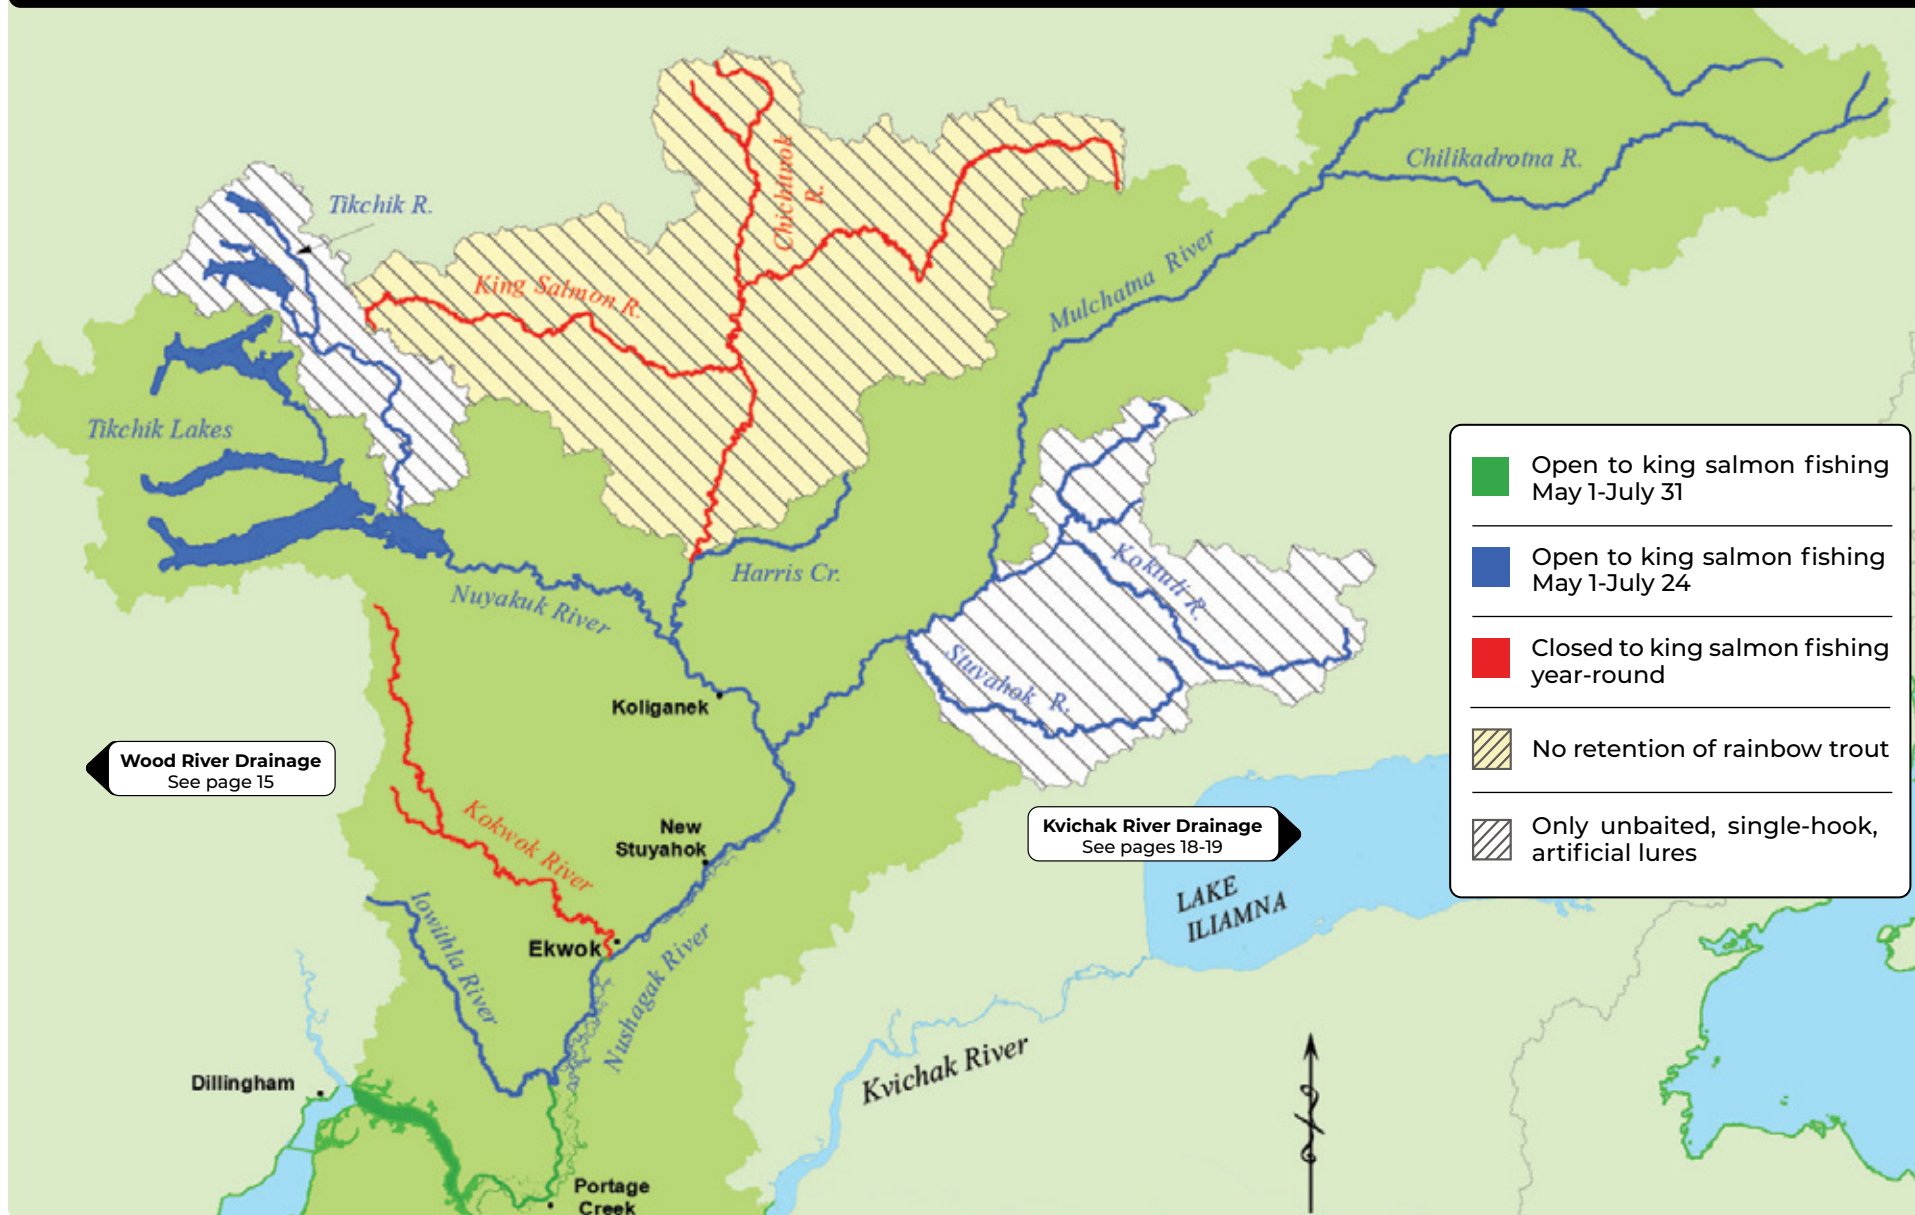 Tikchik R.
Chichitnok
R.
Chilikadrotna R.
King Salmon R.
Mulchatna River
Tikchik Lakes
Harris Cr.
Nuyakuk River
Koktuli R.
Stuyahok R.
Koliganek
Wood River Drainage
See page 15
Kokwok River
New
Stuyahok
Kvichak River Drainage
See pages 18-19
LAKE
ILIAMNA
Iowithla River
Ekwok
Nushagak River
Kvichak River
Dillingham
Portage
Creek
Open to king salmon fishing
May 1-July 31
Open to king salmon fishing
May 1-July 24
Closed to king salmon fishing
year-round
No retention of rainbow trout
Only unbaited, single-hook,
artificial lures